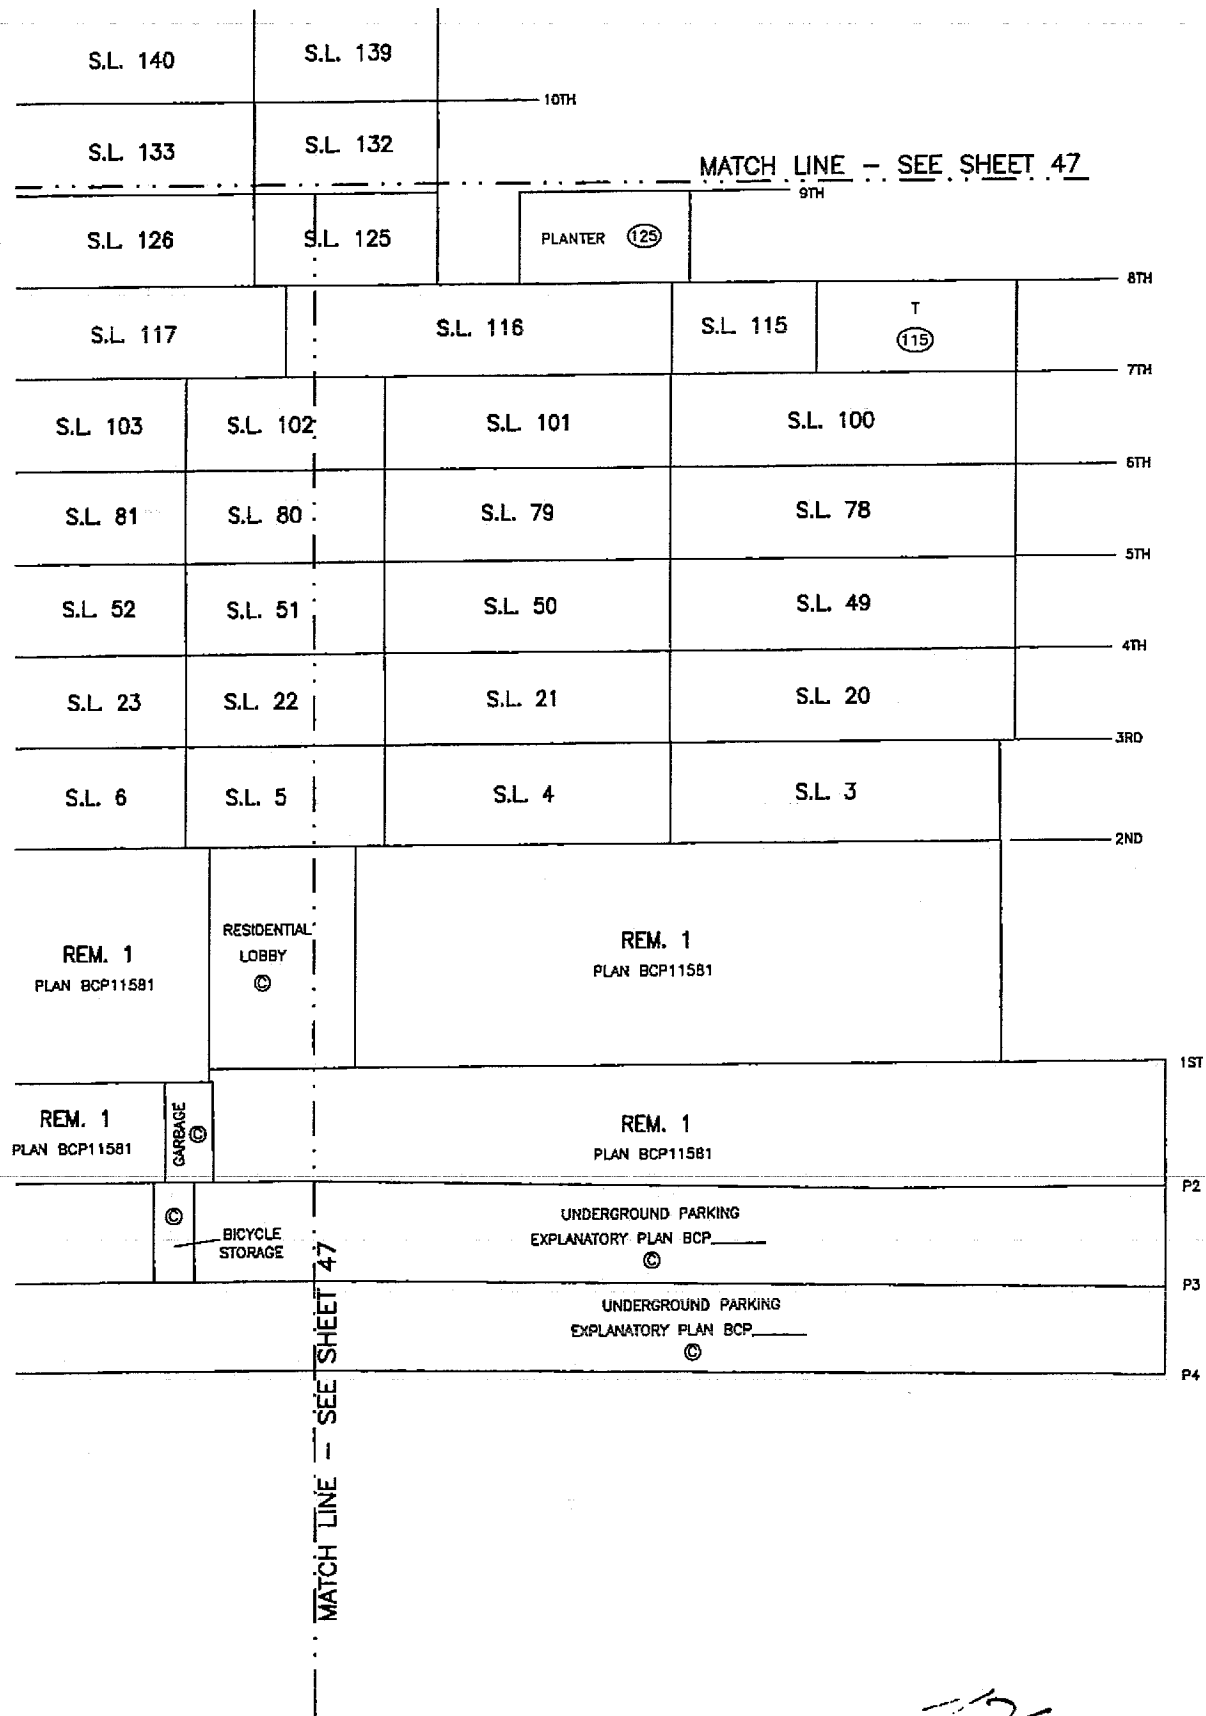 S.L. 140 S.L. 139
10TH
S.L. 133 S.L. 132
MATCH LINE - SEE SHEET 47
9TH
S.L. 126 S.L. 125 PLANTER 125
8TH
S.L. 117 S.L. 116 S.L. 115 T
115
7TH
S.L. 103 S.L. 102 S.L. 101 S.L. 100
6TH
S.L. 81 S.L. 80 S.L. 79 S.L. 78
5TH
S.L. 52 S.L. 51 S.L. 50 S.L. 49
4TH
S.L. 23 S.L. 22 S.L. 21 S.L. 20
3RD
S.L. 6 S.L. 5 S.L. 4 S.L. 3
2ND
REM. 1
PLAN BCP11581
RESIDENTIAL
LOBBY
©
REM. 1
PLAN BCP11581
1ST
REM. 1
PLAN BCP11581
GARBAGE ©
REM. 1
PLAN BCP11581
P2
©
BICYCLE
STORAGE
UNDERGROUND PARKING
EXPLANATORY PLAN BCP______
©
P3
UNDERGROUND PARKING
EXPLANATORY PLAN BCP______
©
P4
MATCH LINE - SEE SHEET 47